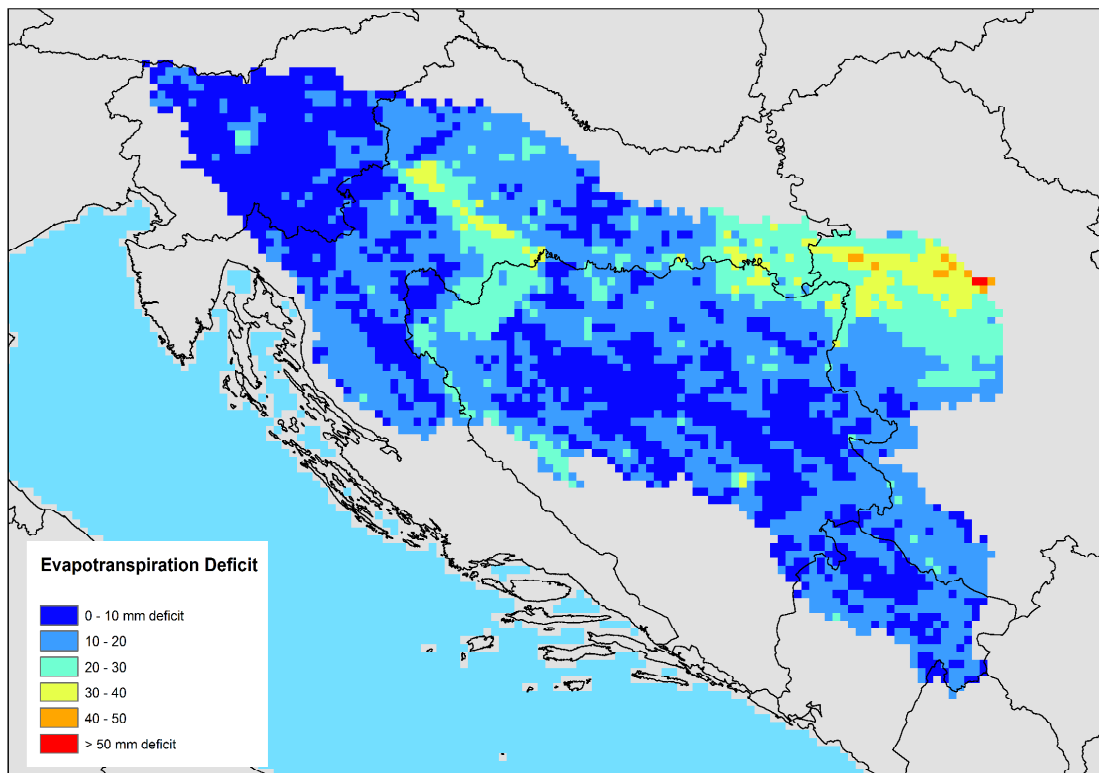 Evapotranspiration Deficit
0 - 10 mm deficit
10 - 20
20 - 30
30 - 40
40 - 50
> 50 mm deficit